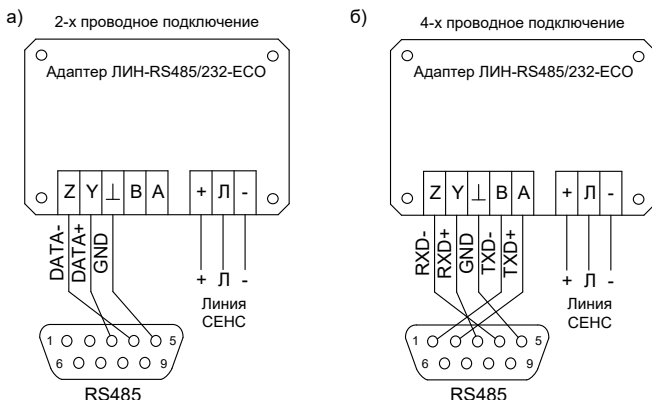 а)
2-х проводное подключение
Адаптер ЛИН-RS485/232-ECO
Z Y ⊥ B A
+ Л -
DATA-
DATA+
GND
+ Л -
Линия
СЕНС
1 5
6 9
RS485
б)
4-х проводное подключение
Адаптер ЛИН-RS485/232-ECO
Z Y ⊥ B A
+ Л -
RXD-
RXD+
GND
TXD-
TXD+
+ Л -
Линия
СЕНС
1 5
6 9
RS485